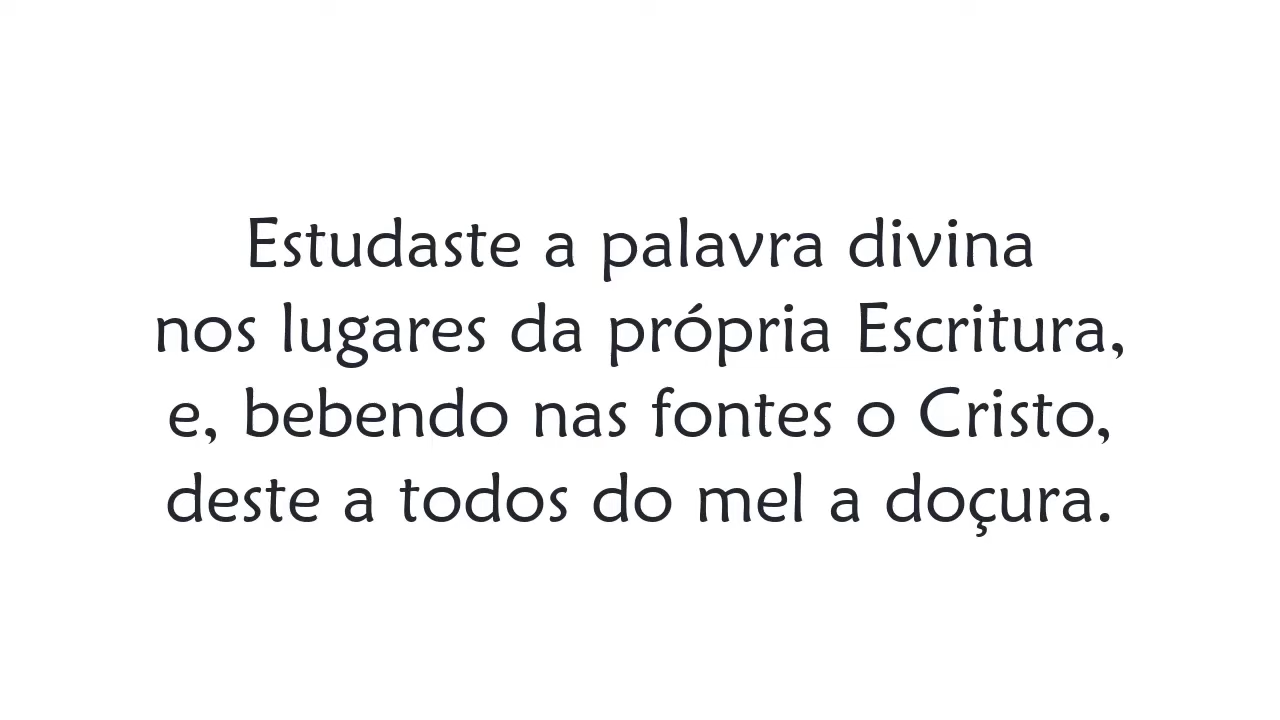 Estudaste a palavra divina
nos lugares da própria Escritura,
e, bebendo nas fontes o Cristo,
deste a todos do mel a doçura.